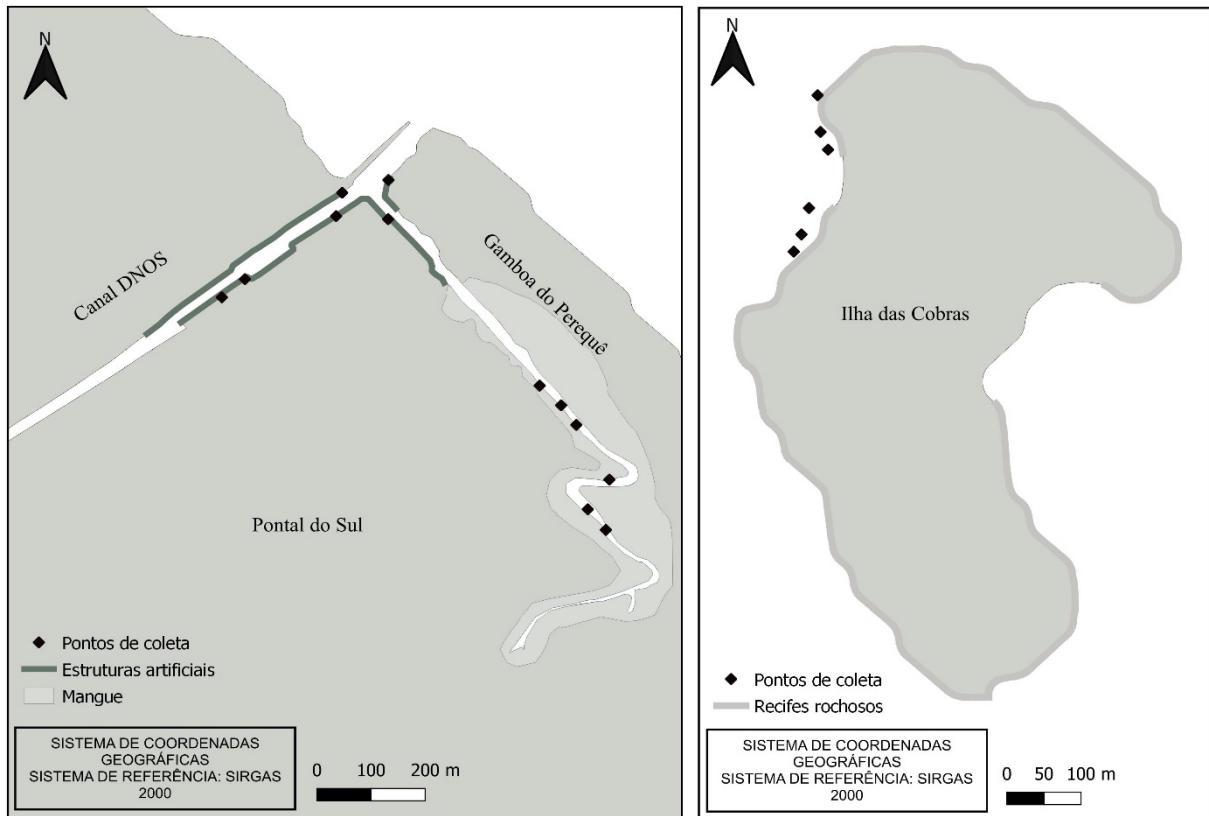 N
Canal DNOS
Gamboa do Perequê
Pontal do Sul
Pontos de coleta
Estruturas artificiais
Mangue
SISTEMA DE COORDENADAS
GEOGRÁFICAS
SISTEMA DE REFERÊNCIA: SIRGAS
2000
0 100 200 m
N
Ilha das Cobras
Pontos de coleta
Recifes rochosos
SISTEMA DE COORDENADAS
GEOGRÁFICAS
SISTEMA DE REFERÊNCIA: SIRGAS
2000
0 50 100 m